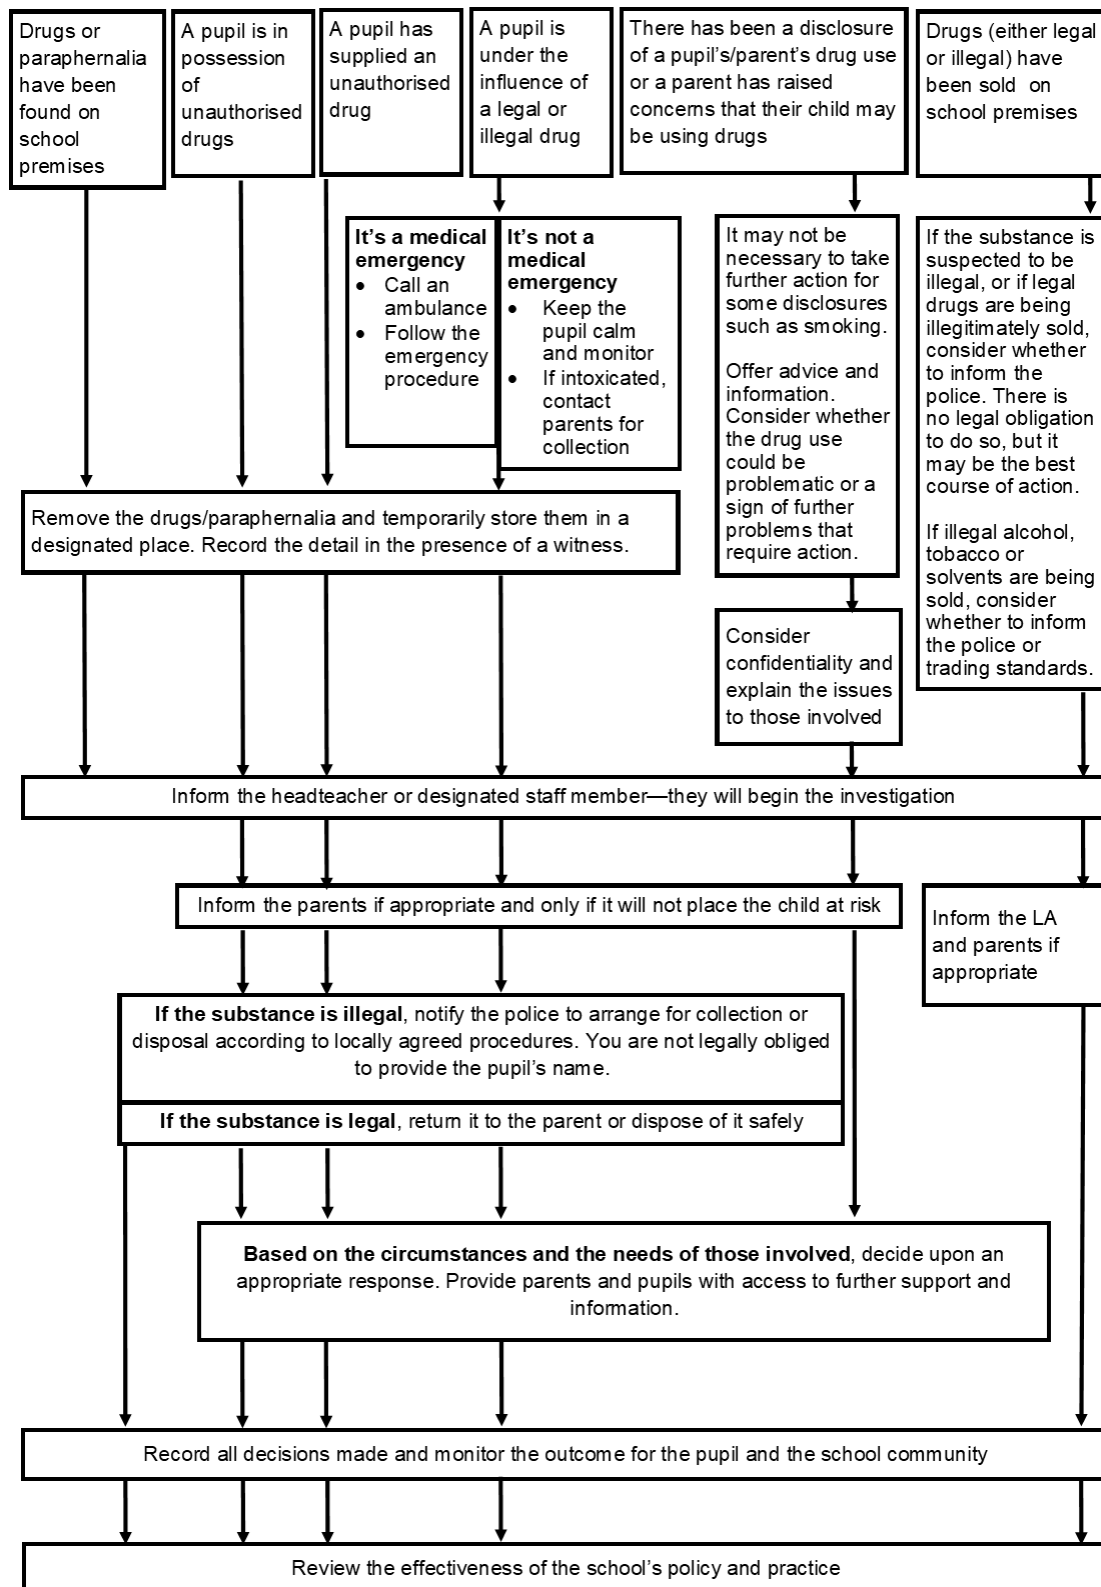 Drugs or
paraphernalia
have been
found on
school
premises
A pupil is in
possession
of
unauthorised
drugs
A pupil has
supplied an
unauthorised
drug
A pupil is
under the
influence of
a legal or
illegal drug
There has been a disclosure
of a pupil's/parent's drug use
or a parent has raised
concerns that their child may
be using drugs
Drugs (either legal
or illegal) have
been sold on
school premises
It's a medical
emergency
• Call an
ambulance
• Follow the
emergency
procedure
It's not a
medical
emergency
• Keep the
pupil calm
and monitor
• If intoxicated,
contact
parents for
collection
It may not be
necessary to take
further action for
some disclosures
such as smoking.
Offer advice and
information.
Consider whether
the drug use
could be
problematic or a
sign of further
problems that
require action.
If the substance is
suspected to be
illegal, or if legal
drugs are being
illegitimately sold,
consider whether
to inform the
police. There is
no legal obligation
to do so, but it
may be the best
course of action.
If illegal alcohol,
tobacco or
solvents are being
sold, consider
whether to inform
the police or
trading standards.
Remove the drugs/paraphernalia and temporarily store them in a
designated place. Record the detail in the presence of a witness.
Consider
confidentiality and
explain the issues
to those involved
Inform the headteacher or designated staff member—they will begin the investigation
Inform the parents if appropriate and only if it will not place the child at risk
Inform the LA
and parents if
appropriate
If the substance is illegal, notify the police to arrange for collection or
disposal according to locally agreed procedures. You are not legally obliged
to provide the pupil's name.
If the substance is legal, return it to the parent or dispose of it safely
Based on the circumstances and the needs of those involved, decide upon an
appropriate response. Provide parents and pupils with access to further support and
information.
Record all decisions made and monitor the outcome for the pupil and the school community
Review the effectiveness of the school's policy and practice